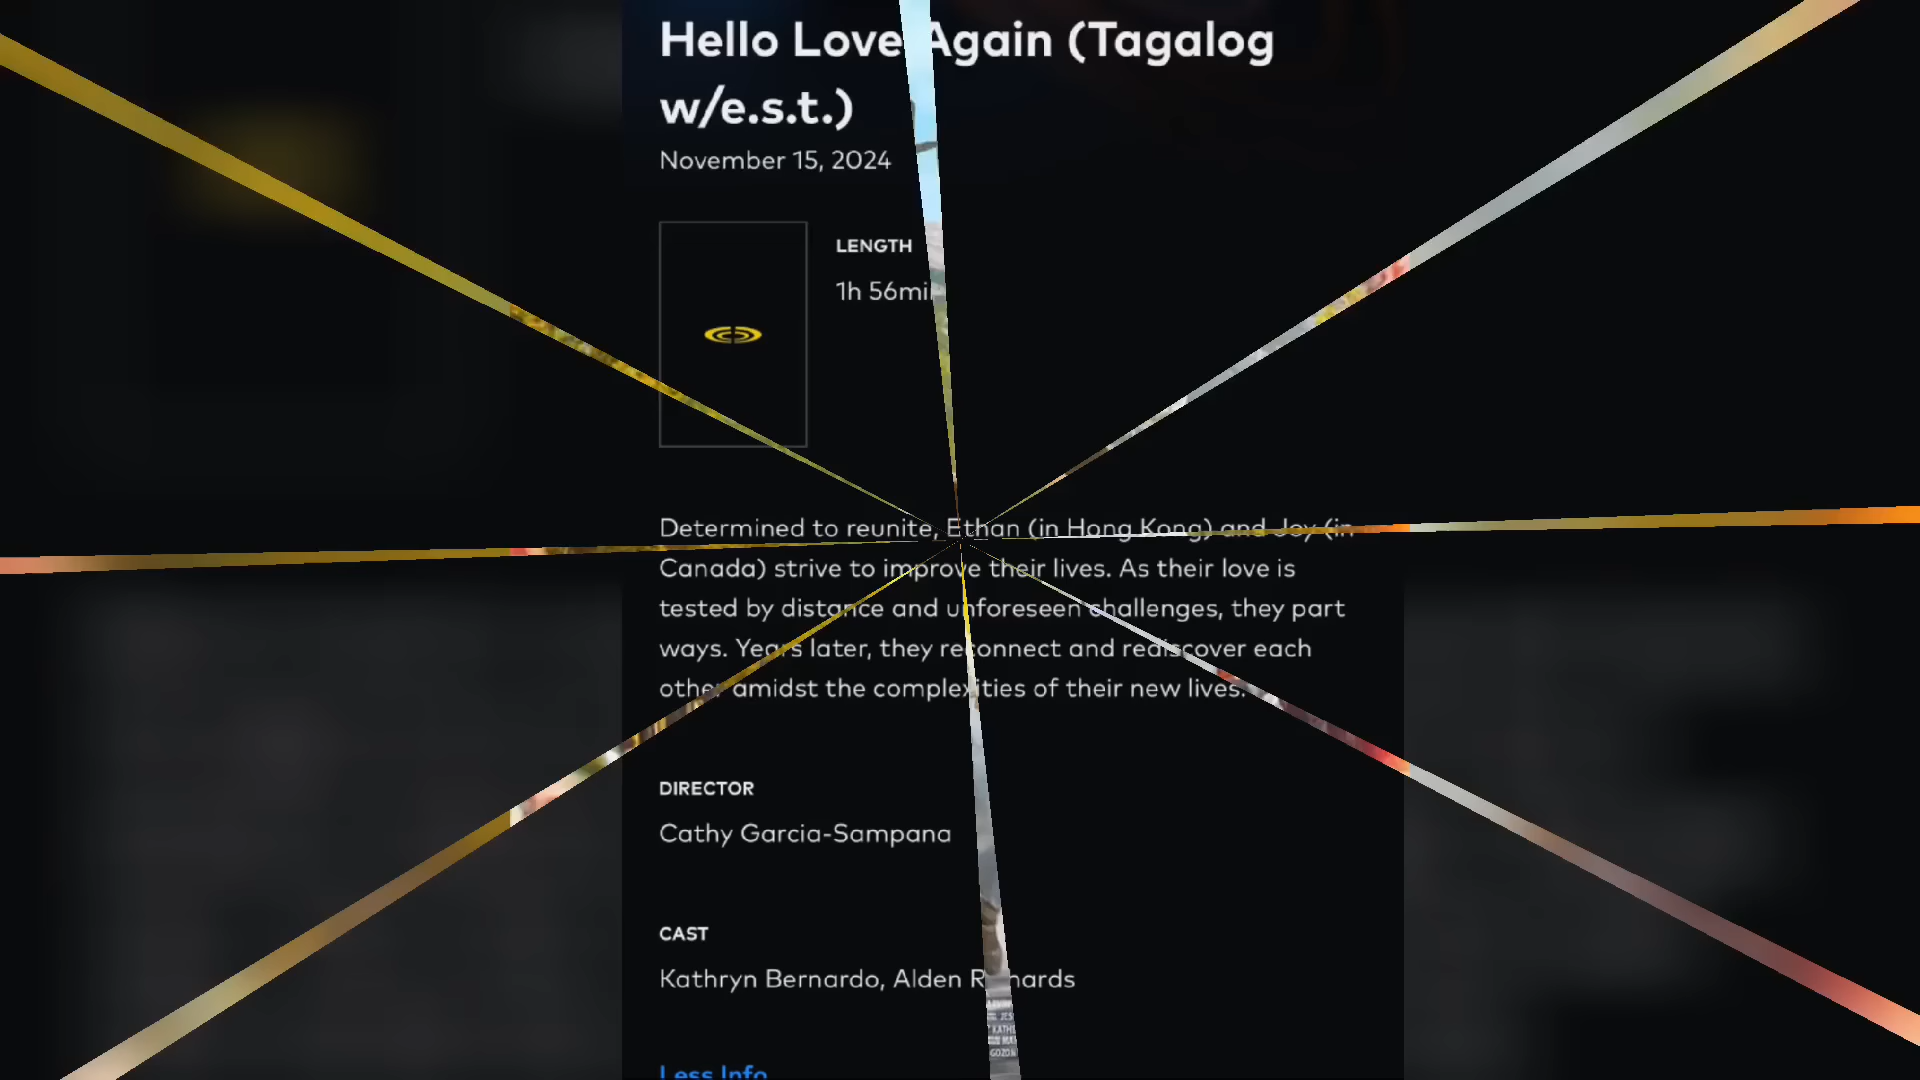 Hello Love Again (Tagalog
w/e.s.t.)
November 15, 2024
LENGTH
1h 56min
Determined to reunite, Ethan (in Hong Kong) and Joy (in
Canada) strive to improve their lives. As their love is
tested by distance and unforeseen challenges, they part
ways. Years later, they reconnect and rediscover each
other amidst the complexities of their new lives.
DIRECTOR
Cathy Garcia-Sampana
CAST
Kathryn Bernardo, Alden Richards
Less Info